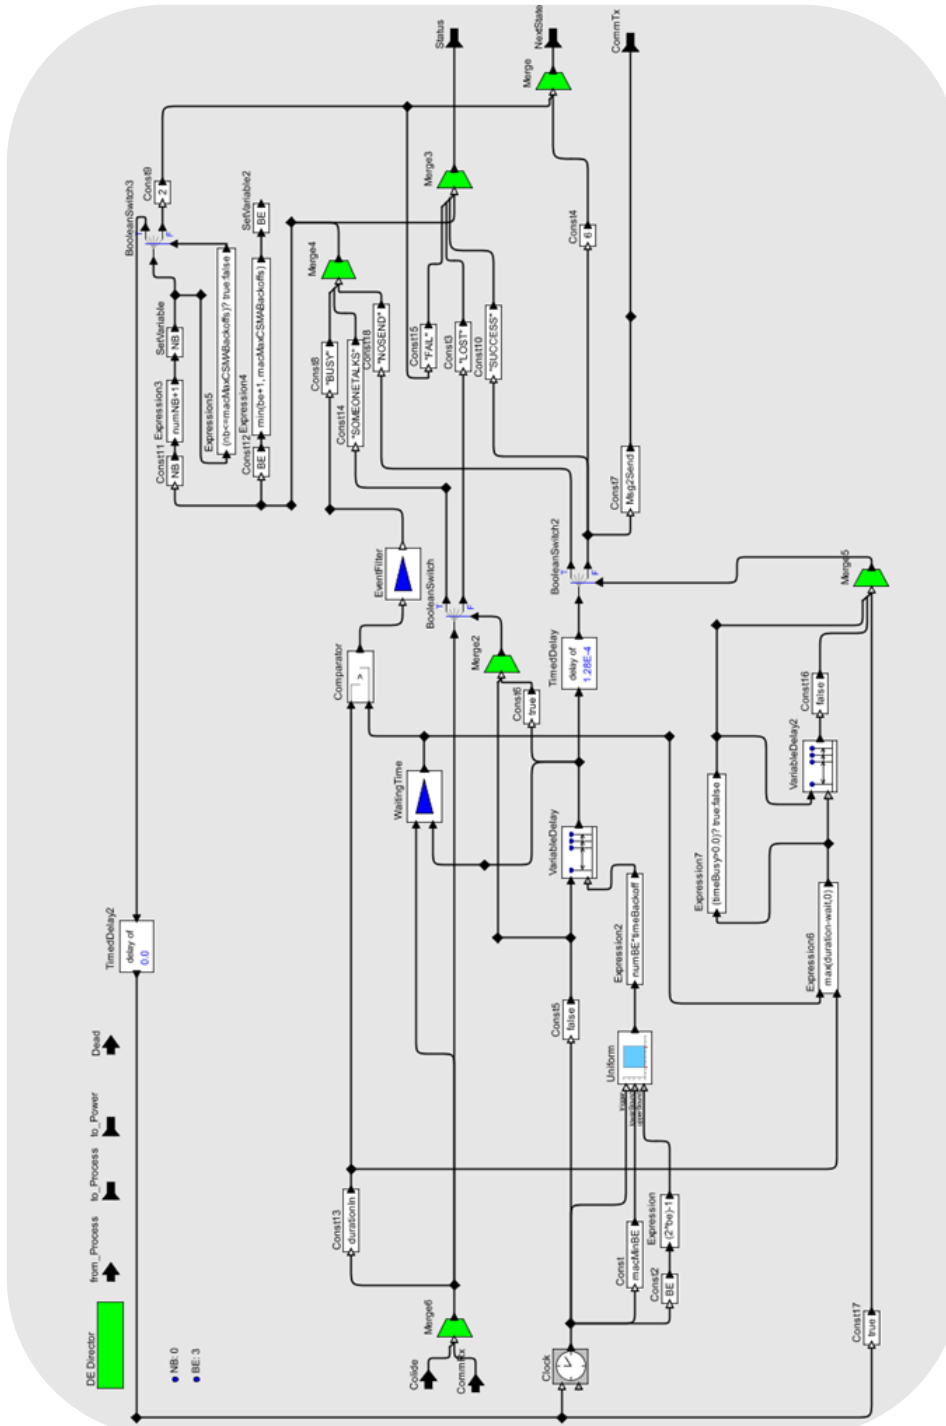 DE Director
from_Process
to_Process
to_Power
Dead
NB: 0
BE: 3
TimedDelay2
delay of
0.0
Const11
NB
Expression3
numNB+1
SetVariable
NB
BooleanSwitch3
T
F
Const9
2
Expression5
(nb<=macMaxCSMABackoffs)? true:false
Const12
BE
Expression4
min(be+1, macMaxCSMABackoffs)
SetVariable2
BE
Const13
durationIn
Comparator
>
EventFilter
Const8
"BUSY"
Const14
"SOMEONETALKS"
Const18
"NOSEND"
Merge4
Const15
"FAIL"
Const3
"LOST"
Const10
"SUCCESS"
Merge3
Status
Colide
CommRx
Merge6
WaitingTime
BooleanSwitch
T
F
Merge2
Const6
true
Merge
NextState
Clock
Const5
false
VariableDelay
TimedDelay
delay of
1.28E-4
BooleanSwitch2
T
F
Const4
6
Const7
Msg2Send
CommTx
Const
macMinBE
Const2
BE
Expression
(2^be)-1
Uniform
trigger
lowerBound
upperBound
Expression2
numBE*timeBackoff
Expression7
(timeBusy>0.0)? true:false
Expression6
max(duration-wait,0)
VariableDelay2
Const16
false
Merge5
Const17
true